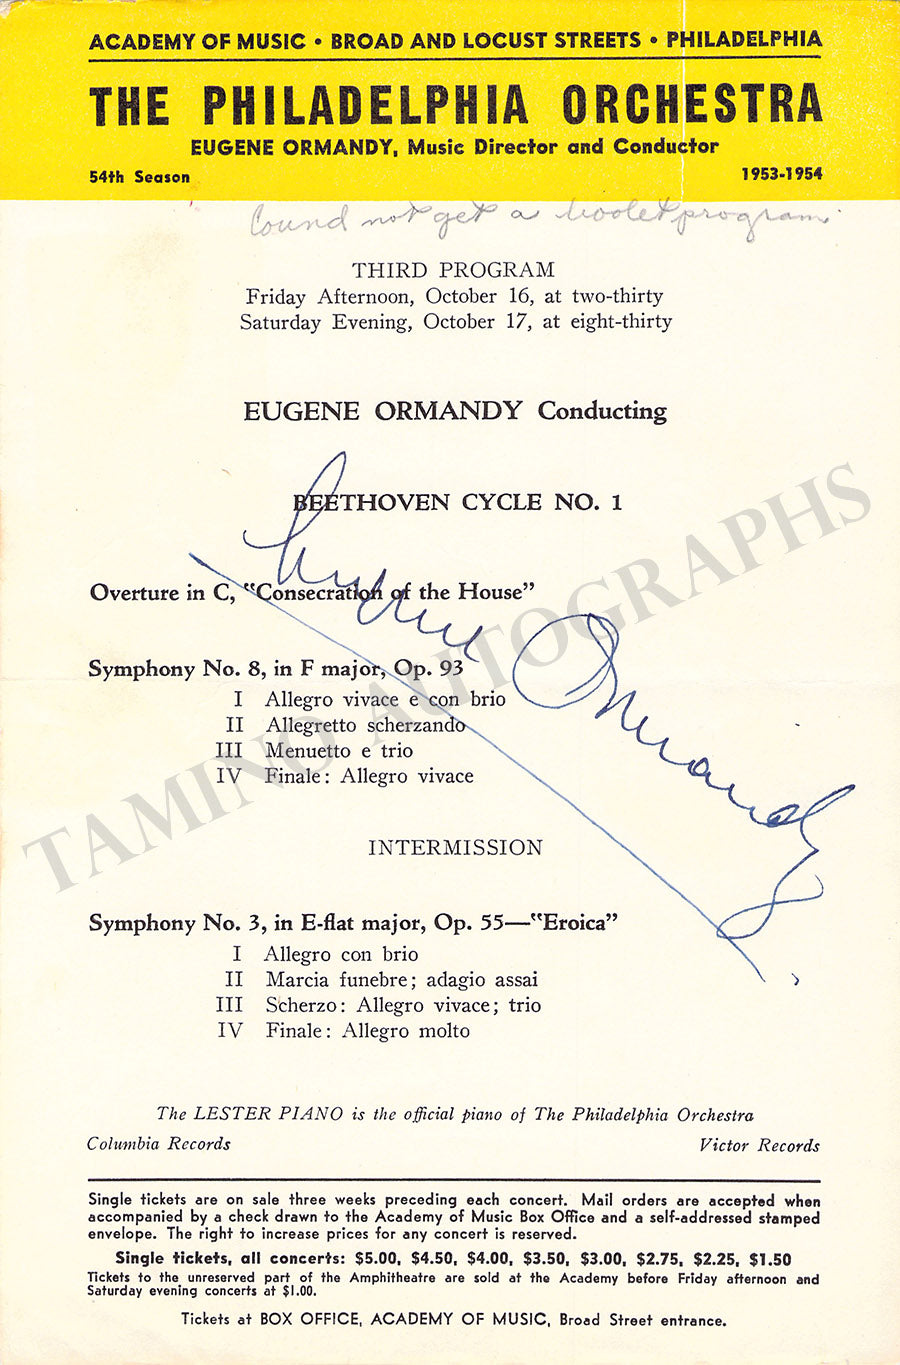 ACADEMY OF MUSIC • BROAD AND LOCUST STREETS • PHILADELPHIA
THE PHILADELPHIA ORCHESTRA
EUGENE ORMANDY, Music Director and Conductor
54th Season 1953-1954
Cound not get a boolet program.
THIRD PROGRAM
Friday Afternoon, October 16, at two-thirty
Saturday Evening, October 17, at eight-thirty
EUGENE ORMANDY Conducting
BEETHOVEN CYCLE NO. 1
Overture in C, "Consecration of the House"
Symphony No. 8, in F major, Op. 93
I Allegro vivace e con brio
II Allegretto scherzando
III Menuetto e trio
IV Finale: Allegro vivace
Eugene Ormandy
TAMINO AUTOGRAPHS
INTERMISSION
Symphony No. 3, in E-flat major, Op. 55—"Eroica"
I Allegro con brio
II Marcia funebre; adagio assai
III Scherzo: Allegro vivace; trio
IV Finale: Allegro molto
The LESTER PIANO is the official piano of The Philadelphia Orchestra
Columbia Records Victor Records
Single tickets are on sale three weeks preceding each concert. Mail orders are accepted when
accompanied by a check drawn to the Academy of Music Box Office and a self-addressed stamped
envelope. The right to increase prices for any concert is reserved.
Single tickets, all concerts: $5.00, $4.50, $4.00, $3.50, $3.00, $2.75, $2.25, $1.50
Tickets to the unreserved part of the Amphitheatre are sold at the Academy before Friday afternoon and
Saturday evening concerts at $1.00.
Tickets at BOX OFFICE, ACADEMY OF MUSIC, Broad Street entrance.